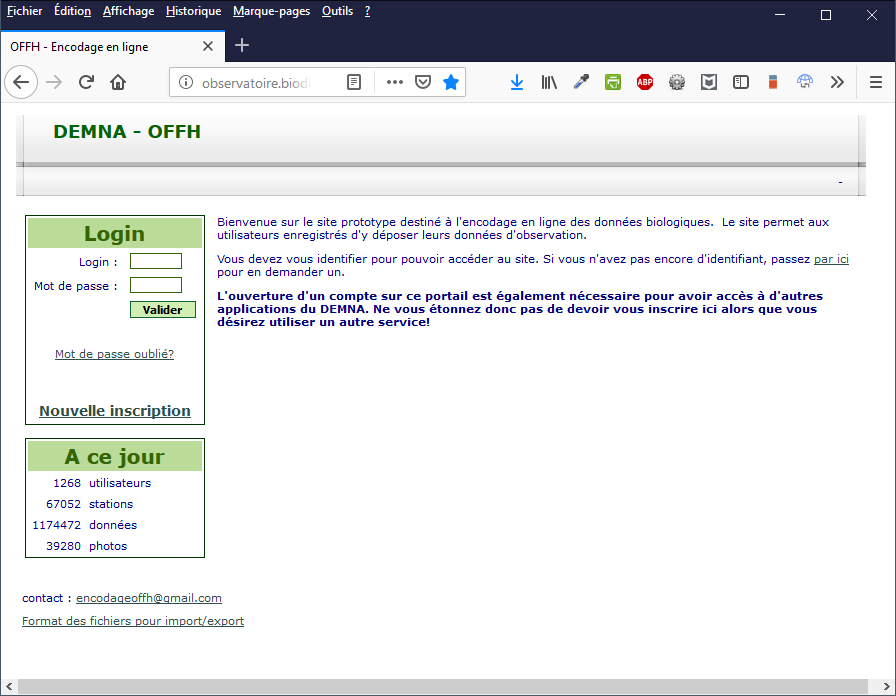 Fichier Édition Affichage Historique Marque-pages Outils ?
OFFH - Encodage en ligne
observatoire.biod
ABP
DEMNA - OFFH
-
Login
Login :
Mot de passe :
Valider
Mot de passe oublié?
Nouvelle inscription
Bienvenue sur le site prototype destiné à l'encodage en ligne des données biologiques. Le site permet aux
utilisateurs enregistrés d'y déposer leurs données d'observation.
Vous devez vous identifier pour pouvoir accéder au site. Si vous n'avez pas encore d'identifiant, passez par ici
pour en demander un.
L'ouverture d'un compte sur ce portail est également nécessaire pour avoir accès à d'autres
applications du DEMNA. Ne vous étonnez donc pas de devoir vous inscrire ici alors que vous
désirez utiliser un autre service!
A ce jour
1268 utilisateurs
67052 stations
1174472 données
39280 photos
contact : encodageoffh@gmail.com
Format des fichiers pour import/export